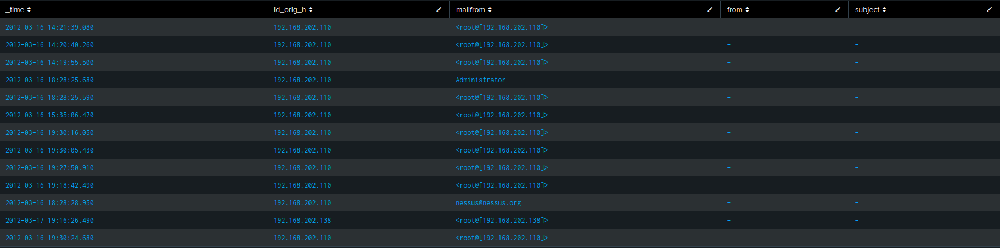 _time id_orig_h mailfrom from subject
2012-03-16 14:21:39.080 192.168.202.110 <root@[192.168.202.110]> - -
2012-03-16 14:20:40.260 192.168.202.110 <root@[192.168.202.110]> - -
2012-03-16 14:19:55.500 192.168.202.110 <root@[192.168.202.110]> - -
2012-03-16 18:28:25.680 192.168.202.110 Administrator - -
2012-03-16 18:28:25.590 192.168.202.110 <root@[192.168.202.110]> - -
2012-03-16 15:35:06.470 192.168.202.110 <root@[192.168.202.110]> - -
2012-03-16 19:30:16.050 192.168.202.110 <root@[192.168.202.110]> - -
2012-03-16 19:30:05.430 192.168.202.110 <root@[192.168.202.110]> - -
2012-03-16 19:27:50.910 192.168.202.110 <root@[192.168.202.110]> - -
2012-03-16 19:18:42.490 192.168.202.110 <root@[192.168.202.110]> - -
2012-03-16 18:28:28.950 192.168.202.110 nessus@nessus.org - -
2012-03-17 19:16:26.490 192.168.202.138 <root@[192.168.202.138]> - -
2012-03-16 19:30:24.680 192.168.202.110 <root@[192.168.202.110]> - -